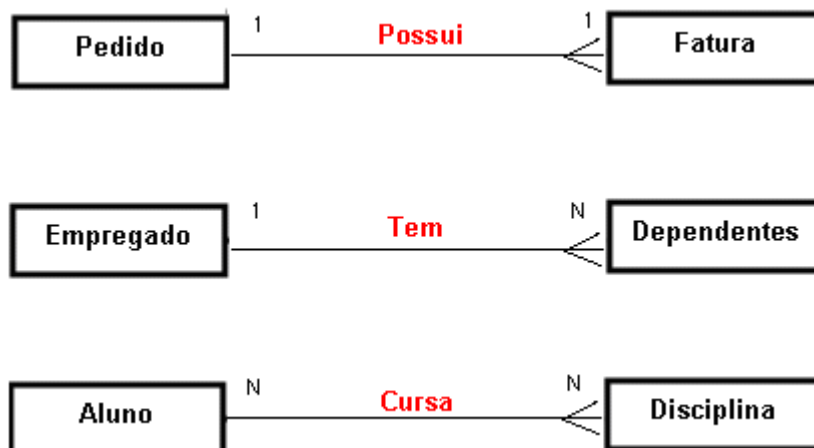 Pedido 1 Possui 1 Fatura
Empregado 1 Tem N Dependentes
Aluno N Cursa N Disciplina